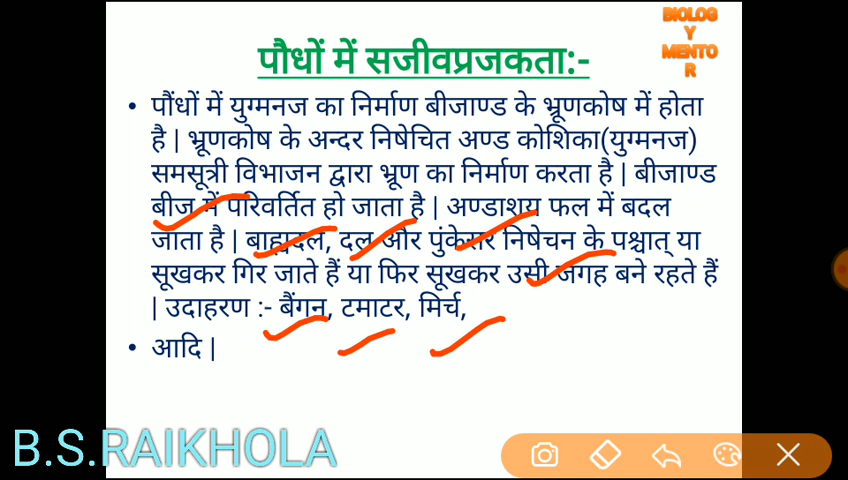 BIOLOG
Y
MENTO
R
पौधों में सजीवप्रजकता:-
• पौंधों में युग्मनज का निर्माण बीजाण्ड के भ्रूणकोष में होता
है | भ्रूणकोष के अन्दर निषेचित अण्ड कोशिका(युग्मनज)
समसूत्री विभाजन द्वारा भ्रूण का निर्माण करता है | बीजाण्ड
बीज में परिवर्तित हो जाता है | अण्डाशय फल में बदल
जाता है | बाह्यदल, दल और पुंकेसर निषेचन के पश्चात् या
सूखकर गिर जाते हैं या फिर सूखकर उसी जगह बने रहते हैं
| उदाहरण :- बैंगन, टमाटर, मिर्च,
• आदि |
B.S.RAIKHOLA